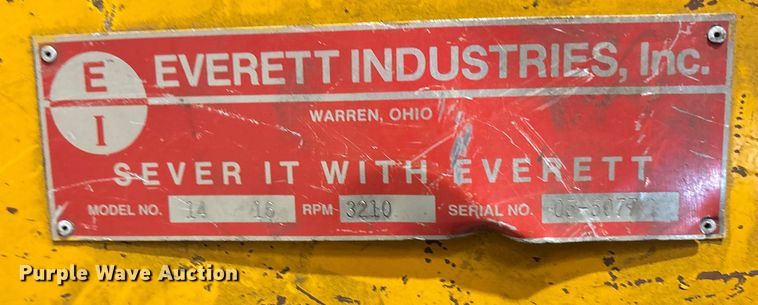 E
I
EVERETT INDUSTRIES, Inc.
WARREN, OHIO
SEVER IT WITH EVERETT
MODEL NO. 14 16 RPM 3210 SERIAL NO.
Purple Wave Auction